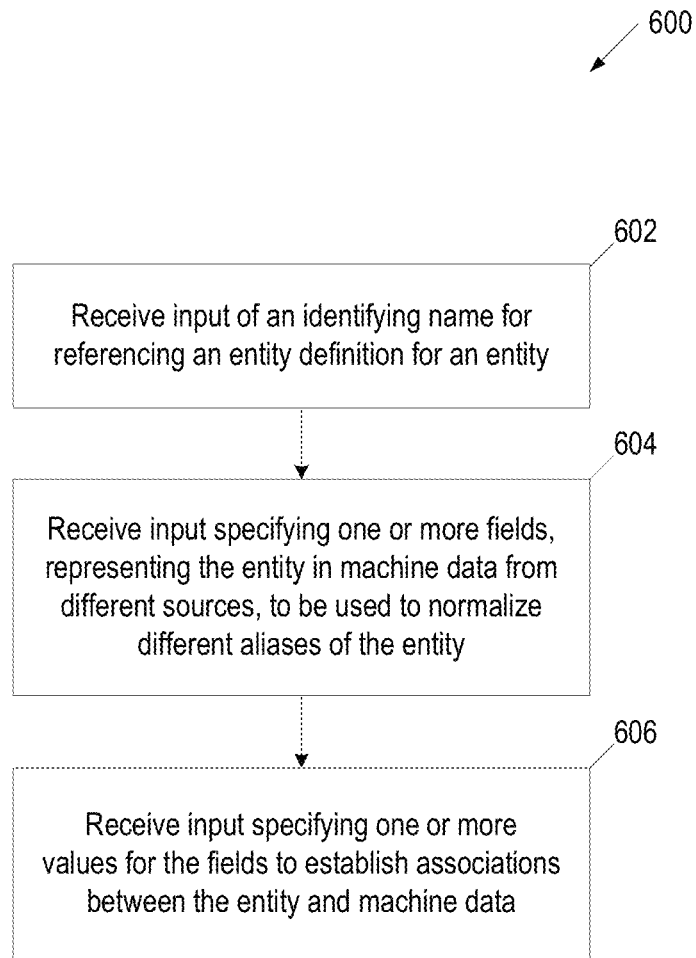 600
602
Receive input of an identifying name for
referencing an entity definition for an entity
604
Receive input specifying one or more fields,
representing the entity in machine data from
different sources, to be used to normalize
different aliases of the entity
606
Receive input specifying one or more
values for the fields to establish associations
between the entity and machine data